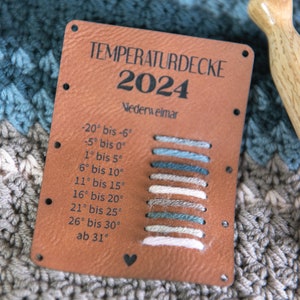 TEMPERATURDECKE
2024
Niederweimar
-20° bis -6°
-5° bis 0°
1° bis 5°
6° bis 10°
11° bis 15°
16° bis 20°
21° bis 25°
26° bis 30°
ab 31°